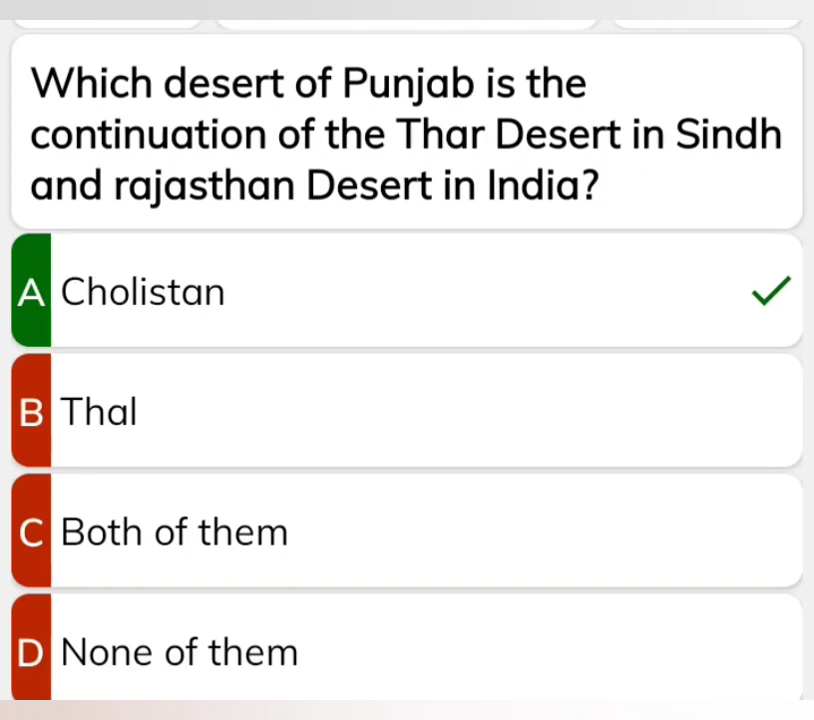 Which desert of Punjab is the
continuation of the Thar Desert in Sindh
and rajasthan Desert in India?
A Cholistan
B Thal
C Both of them
D None of them